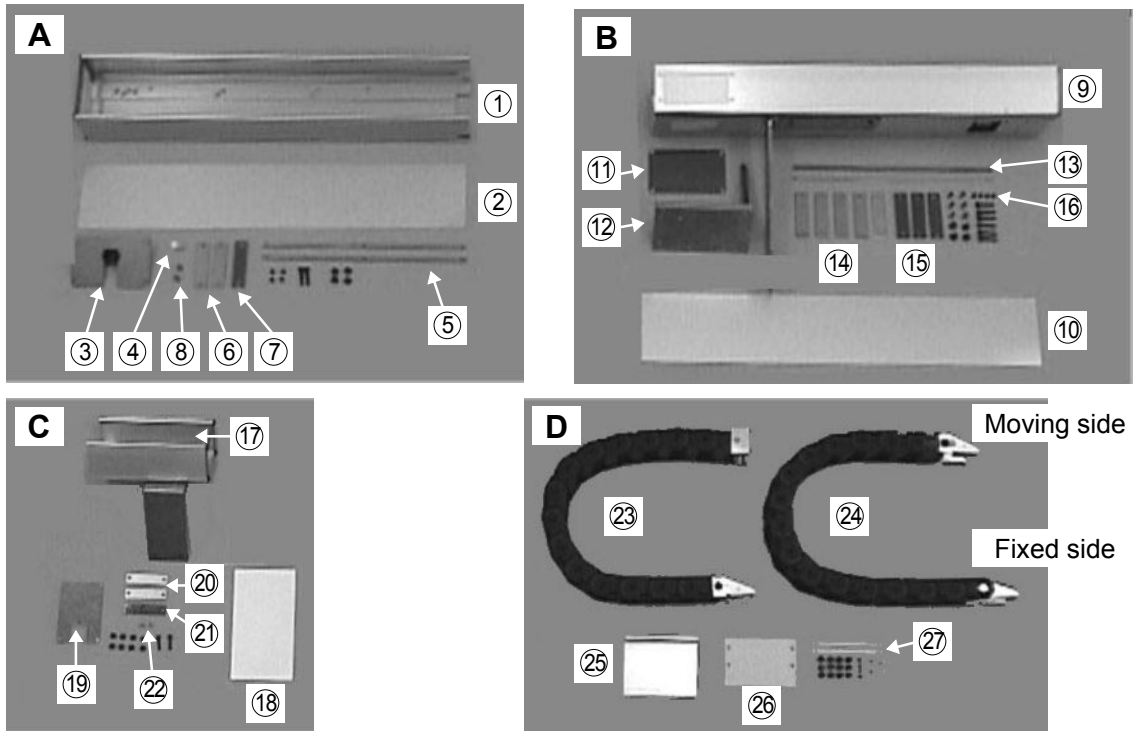 A
①
②
③ ④ ⑧ ⑥ ⑦ ⑤
B
⑨
⑪ ⑬
⑫ ⑯
⑭ ⑮
⑩
C
⑰
⑳
㉑
⑲ ㉒ ⑱
D
Moving side
㉓ ㉔
Fixed side
㉕ ㉖ ㉗